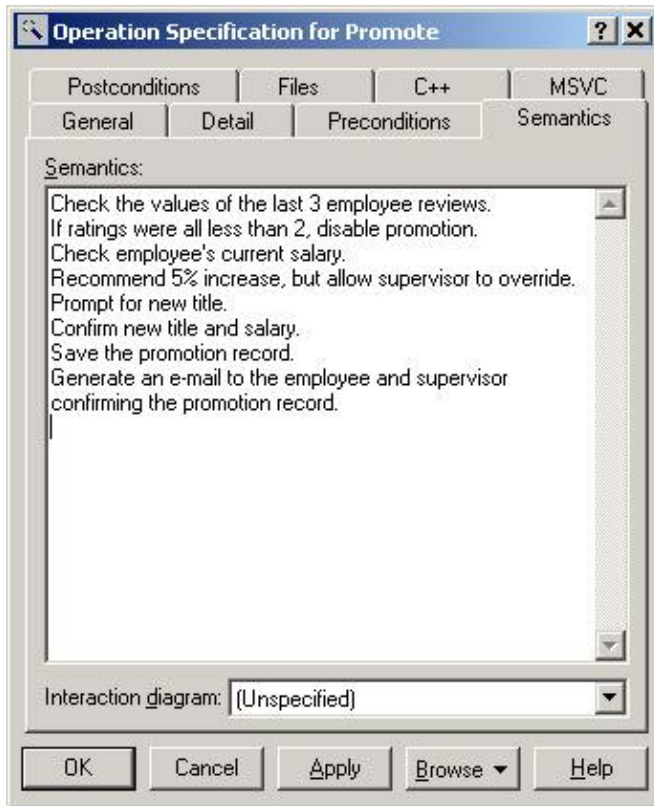 Operation Specification for Promote
Postconditions Files C++ MSVC
General Detail Preconditions Semantics
Semantics:
Check the values of the last 3 employee reviews.
If ratings were all less than 2, disable promotion.
Check employee's current salary.
Recommend 5% increase, but allow supervisor to override.
Prompt for new title.
Confirm new title and salary.
Save the promotion record.
Generate an e-mail to the employee and supervisor
confirming the promotion record.
Interaction diagram: (Unspecified)
OK Cancel Apply Browse Help